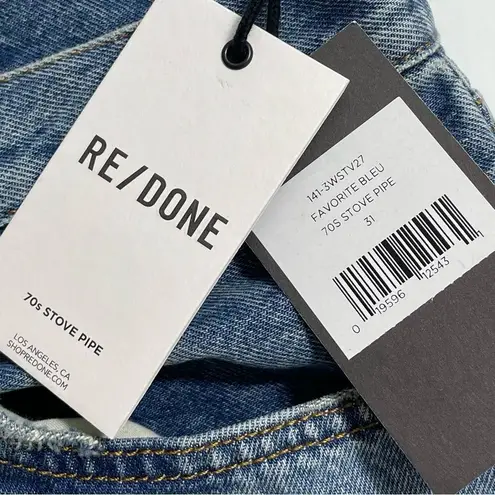 RE/DONE
70s STOVE PIPE
LOS ANGELES, CA
SHOPREDONE.COM
141-3WSTV27
FAVORITE BLEU
70S STOVE PIPE
31
0 19596 12543 1